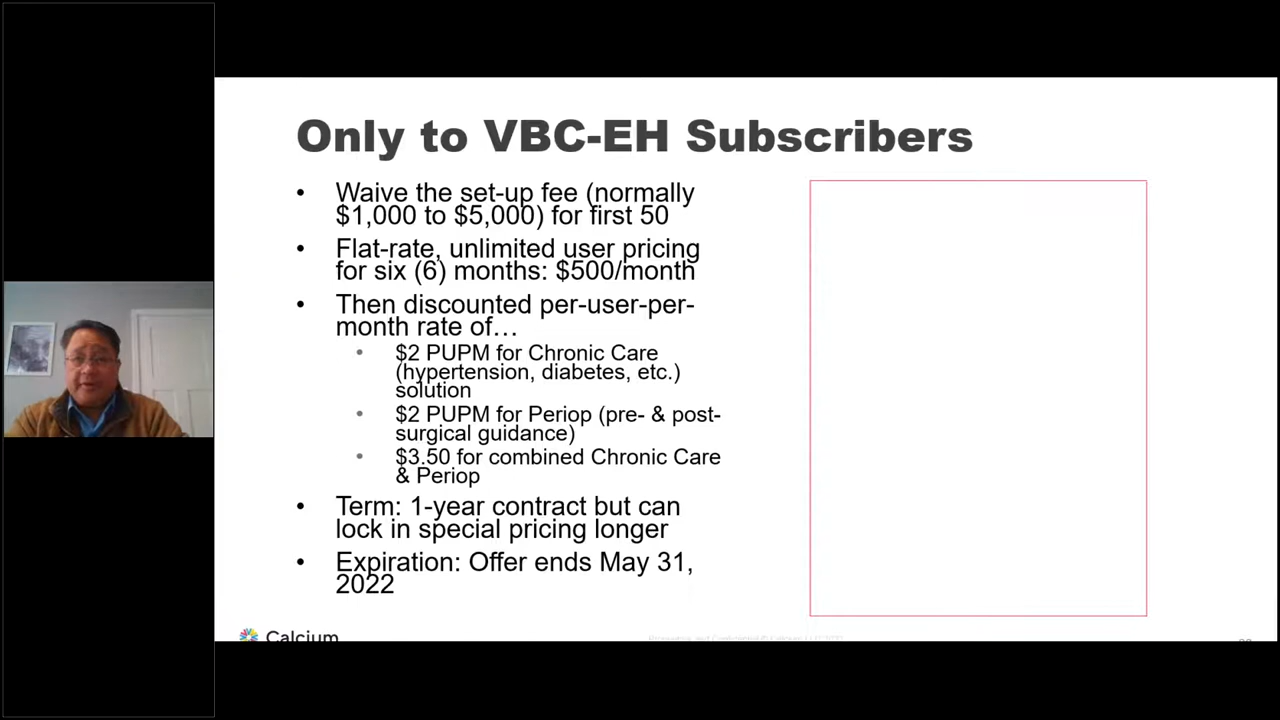 Only to VBC-EH Subscribers
• Waive the set-up fee (normally
$1,000 to $5,000) for first 50
• Flat-rate, unlimited user pricing
for six (6) months: $500/month
• Then discounted per-user-per-
month rate of…
• $2 PUPM for Chronic Care
(hypertension, diabetes, etc.)
solution
• $2 PUPM for Periop (pre- & post-
surgical guidance)
• $3.50 for combined Chronic Care
& Periop
• Term: 1-year contract but can
lock in special pricing longer
• Expiration: Offer ends May 31,
2022
Calcium